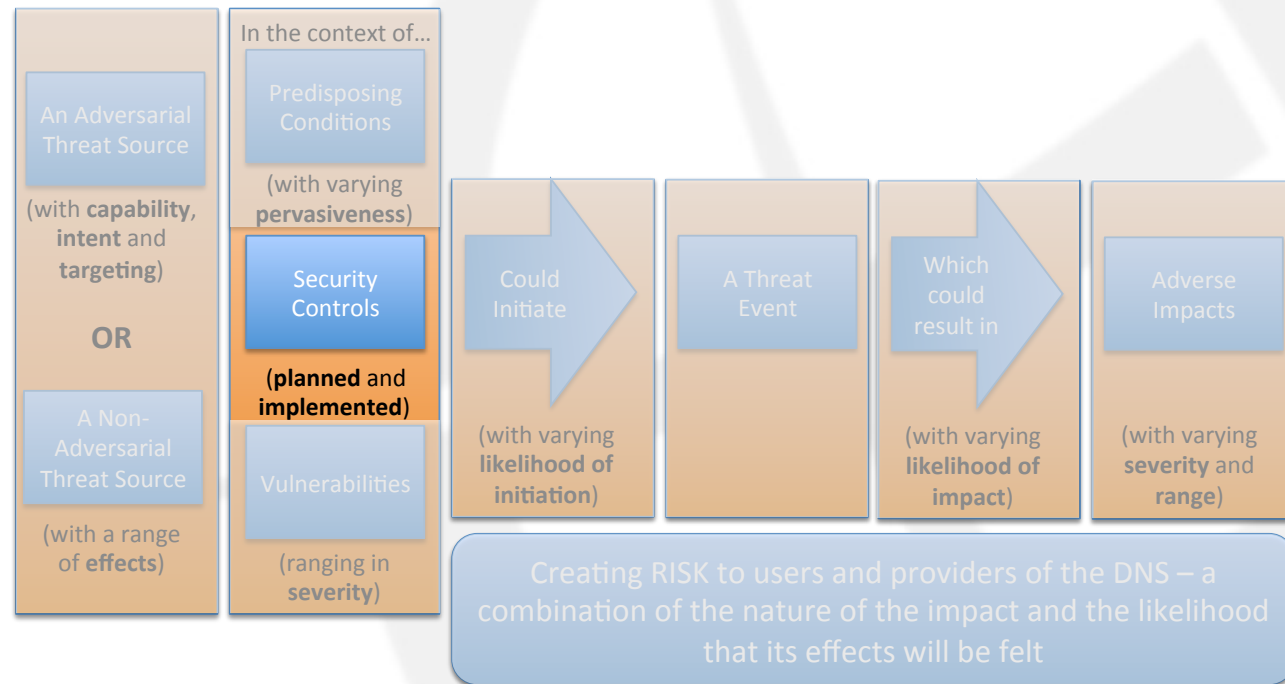 An Adversarial
Threat Source
(with capability,
intent and
targeting)
OR
A Non-
Adversarial
Threat Source
(with a range
of effects)
In the context of…
Predisposing
Conditions
(with varying
pervasiveness)
Security
Controls
(planned and
implemented)
Vulnerabilities
(ranging in
severity)
Could
Initiate
(with varying
likelihood of
initiation)
A Threat
Event
Which
could
result in
(with varying
likelihood of
impact)
Adverse
Impacts
(with varying
severity and
range)
Creating RISK to users and providers of the DNS – a
combination of the nature of the impact and the likelihood
that its effects will be felt